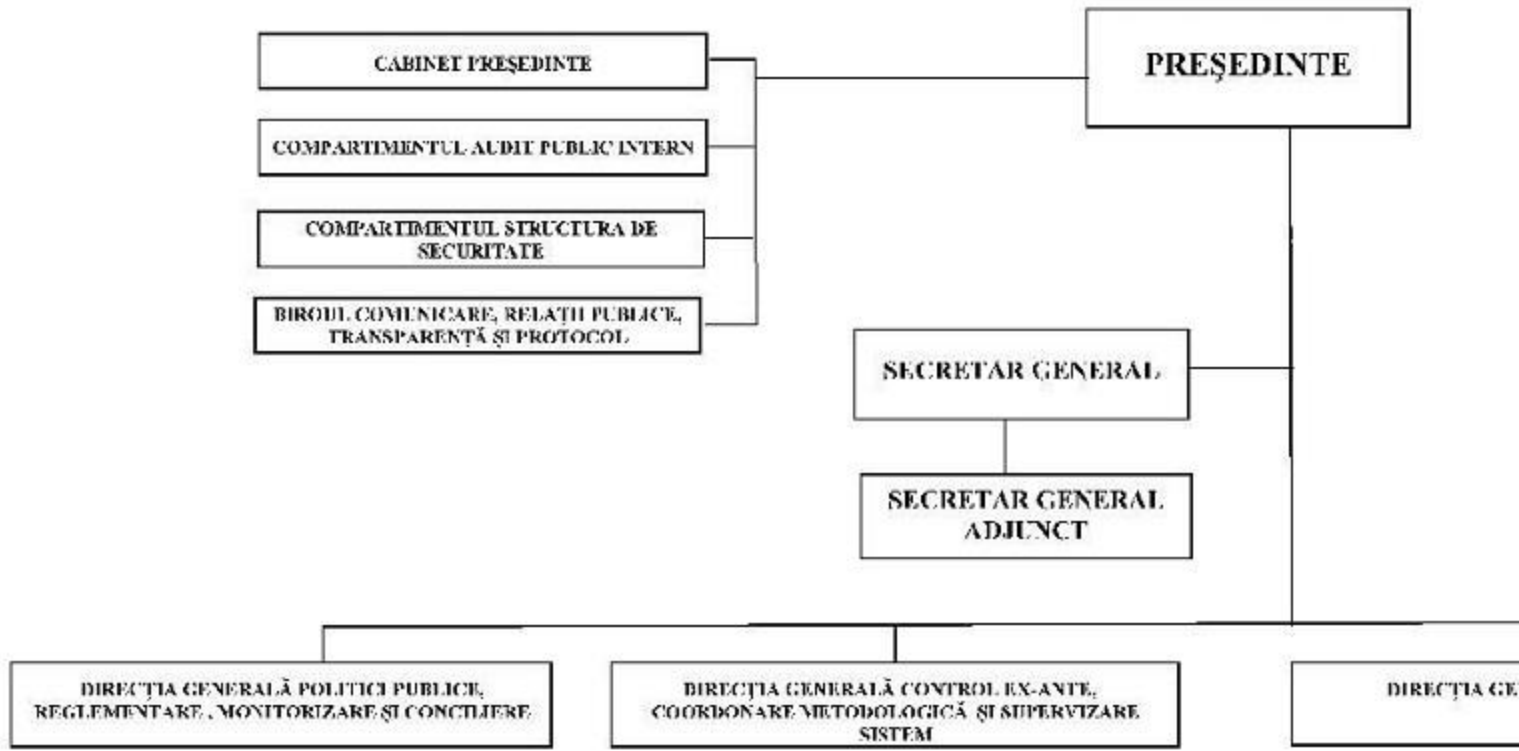 PREȘEDINTE
CABINET PREȘEDINTE
COMPARTIMENTUL AUDIT PUBLIC INTERN
COMPARTIMENTUL STRUCTURA DE
SECURITATE
BIROUL COMUNICARE, RELAȚII PUBLICE,
TRANSPARENȚĂ ȘI PROTOCOL
SECRETAR GENERAL
SECRETAR GENERAL
ADJUNCT
DIRECȚIA GENERALĂ POLITICI PUBLICE,
REGLEMENTARE , MONITORIZARE ȘI CONCILIERE
DIRECȚIA GENERALĂ CONTROL EX-ANTE,
COORDONARE METODOLOGICĂ ȘI SUPERVIZARE
SISTEM
DIRECȚIA GE